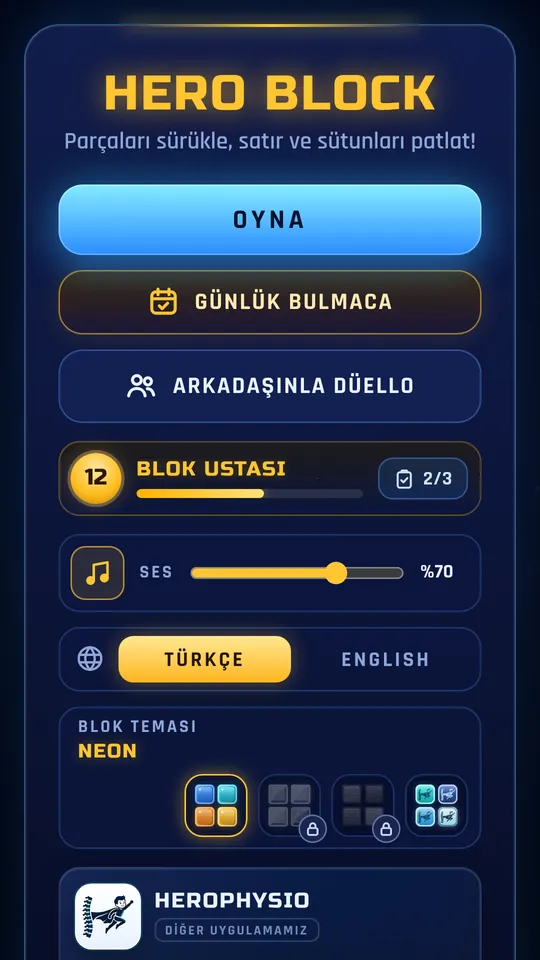 HERO BLOCK
Parçaları sürükle, satır ve sütunları patlat!
OYNA
GÜNLÜK BULMACA
ARKADAŞINLA DÜELLO
12
BLOK USTASI
2/3
SES
%70
TÜRKÇE
ENGLISH
BLOK TEMASI
NEON
HEROPHYSIO
DİĞER UYGULAMAMIZ